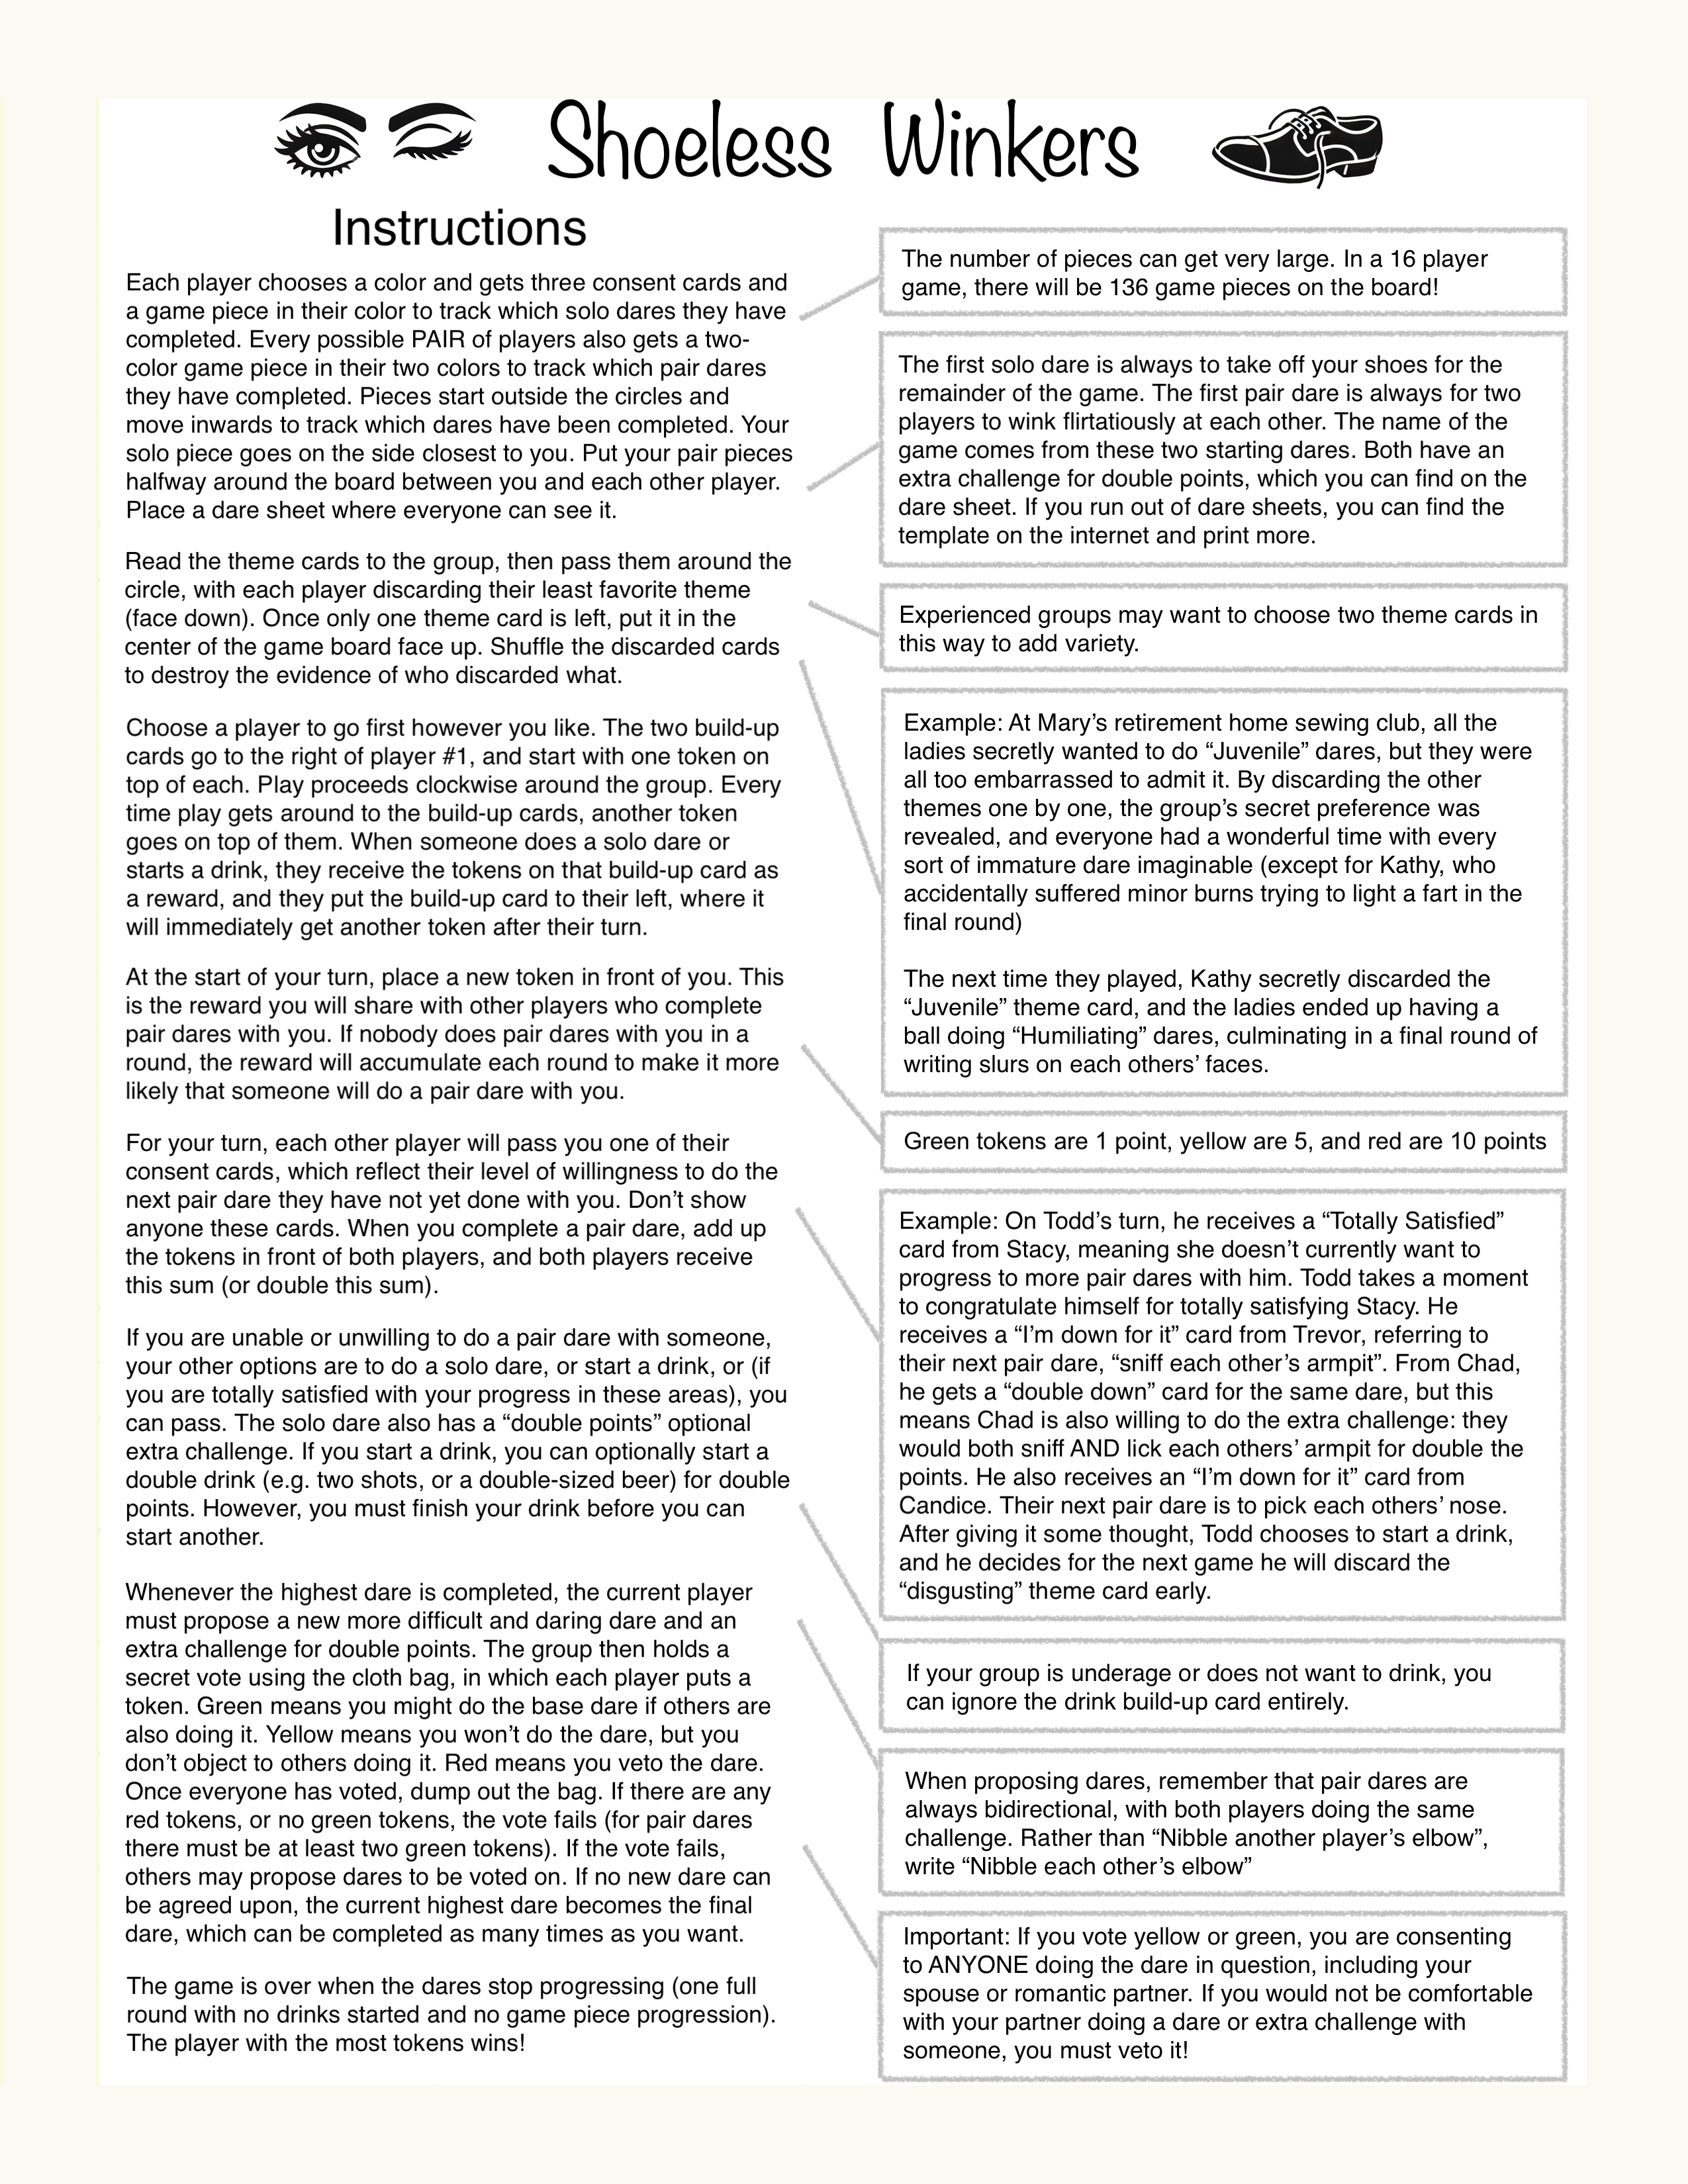 Shoeless Winkers
Instructions
Each player chooses a color and gets three consent cards and
a game piece in their color to track which solo dares they have
completed. Every possible PAIR of players also gets a two-
color game piece in their two colors to track which pair dares
they have completed. Pieces start outside the circles and
move inwards to track which dares have been completed. Your
solo piece goes on the side closest to you. Put your pair pieces
halfway around the board between you and each other player.
Place a dare sheet where everyone can see it.
Read the theme cards to the group, then pass them around the
circle, with each player discarding their least favorite theme
(face down). Once only one theme card is left, put it in the
center of the game board face up. Shuffle the discarded cards
to destroy the evidence of who discarded what.
Choose a player to go first however you like. The two build-up
cards go to the right of player #1, and start with one token on
top of each. Play proceeds clockwise around the group. Every
time play gets around to the build-up cards, another token
goes on top of them. When someone does a solo dare or
starts a drink, they receive the tokens on that build-up card as
a reward, and they put the build-up card to their left, where it
will immediately get another token after their turn.
At the start of your turn, place a new token in front of you. This
is the reward you will share with other players who complete
pair dares with you. If nobody does pair dares with you in a
round, the reward will accumulate each round to make it more
likely that someone will do a pair dare with you.
For your turn, each other player will pass you one of their
consent cards, which reflect their level of willingness to do the
next pair dare they have not yet done with you. Don't show
anyone these cards. When you complete a pair dare, add up
the tokens in front of both players, and both players receive
this sum (or double this sum).
If you are unable or unwilling to do a pair dare with someone,
your other options are to do a solo dare, or start a drink, or (if
you are totally satisfied with your progress in these areas), you
can pass. The solo dare also has a “double points” optional
extra challenge. If you start a drink, you can optionally start a
double drink (e.g. two shots, or a double-sized beer) for double
points. However, you must finish your drink before you can
start another.
Whenever the highest dare is completed, the current player
must propose a new more difficult and daring dare and an
extra challenge for double points. The group then holds a
secret vote using the cloth bag, in which each player puts a
token. Green means you might do the base dare if others are
also doing it. Yellow means you won't do the dare, but you
don't object to others doing it. Red means you veto the dare.
Once everyone has voted, dump out the bag. If there are any
red tokens, or no green tokens, the vote fails (for pair dares
there must be at least two green tokens). If the vote fails,
others may propose dares to be voted on. If no new dare can
be agreed upon, the current highest dare becomes the final
dare, which can be completed as many times as you want.
The game is over when the dares stop progressing (one full
round with no drinks started and no game piece progression).
The player with the most tokens wins!
The number of pieces can get very large. In a 16 player
game, there will be 136 game pieces on the board!
The first solo dare is always to take off your shoes for the
remainder of the game. The first pair dare is always for two
players to wink flirtatiously at each other. The name of the
game comes from these two starting dares. Both have an
extra challenge for double points, which you can find on the
dare sheet. If you run out of dare sheets, you can find the
template on the internet and print more.
Experienced groups may want to choose two theme cards in
this way to add variety.
Example: At Mary’s retirement home sewing club, all the
ladies secretly wanted to do “Juvenile” dares, but they were
all too embarrassed to admit it. By discarding the other
themes one by one, the group’s secret preference was
revealed, and everyone had a wonderful time with every
sort of immature dare imaginable (except for Kathy, who
accidentally suffered minor burns trying to light a fart in the
final round)
The next time they played, Kathy secretly discarded the
“Juvenile” theme card, and the ladies ended up having a
ball doing “Humiliating” dares, culminating in a final round of
writing slurs on each others’ faces.
Green tokens are 1 point, yellow are 5, and red are 10 points
Example: On Todd’s turn, he receives a “Totally Satisfied”
card from Stacy, meaning she doesn’t currently want to
progress to more pair dares with him. Todd takes a moment
to congratulate himself for totally satisfying Stacy. He
receives a “I’m down for it” card from Trevor, referring to
their next pair dare, “sniff each other’s armpit”. From Chad,
he gets a “double down” card for the same dare, but this
means Chad is also willing to do the extra challenge: they
would both sniff AND lick each others’ armpit for double the
points. He also receives an “I’m down for it” card from
Candice. Their next pair dare is to pick each others’ nose.
After giving it some thought, Todd chooses to start a drink,
and he decides for the next game he will discard the
“disgusting” theme card early.
If your group is underage or does not want to drink, you
can ignore the drink build-up card entirely.
When proposing dares, remember that pair dares are
always bidirectional, with both players doing the same
challenge. Rather than “Nibble another player’s elbow”,
write “Nibble each other’s elbow”
Important: If you vote yellow or green, you are consenting
to ANYONE doing the dare in question, including your
spouse or romantic partner. If you would not be comfortable
with your partner doing a dare or extra challenge with
someone, you must veto it!